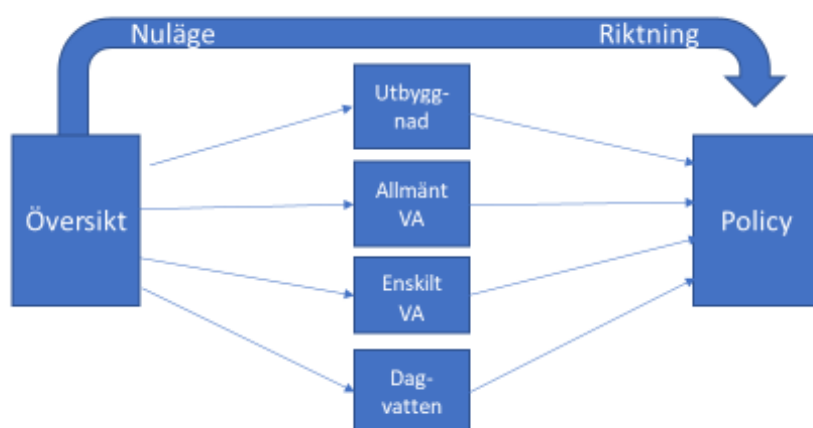 Nuläge
Riktning
Utbygg-
nad
Översikt
Allmänt
VA
Policy
Enskilt
VA
Dag-
vatten